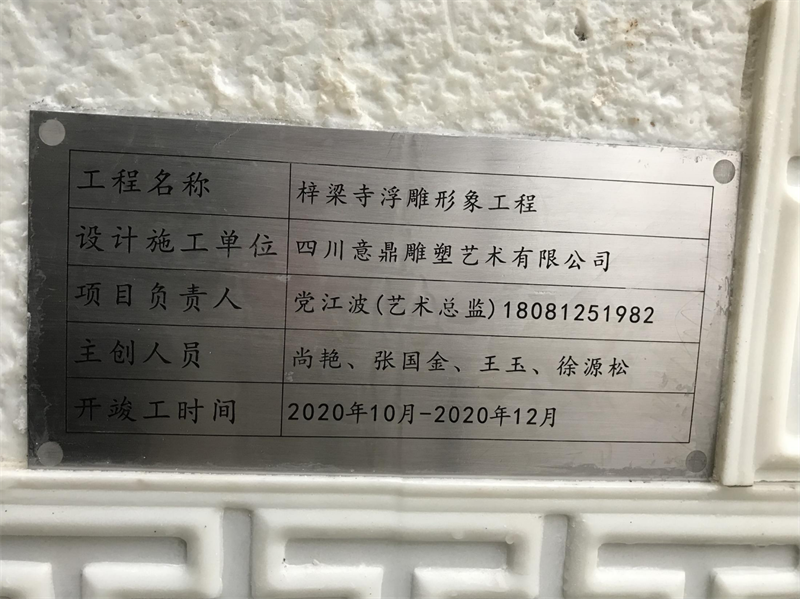 工程名称 梓梁寺浮雕形象工程
设计施工单位 四川意鼎雕塑艺术有限公司
项目负责人 党江波(艺术总监)18081251982
主创人员 尚艳、张国金、王玉、徐源松
开竣工时间 2020年10月-2020年12月